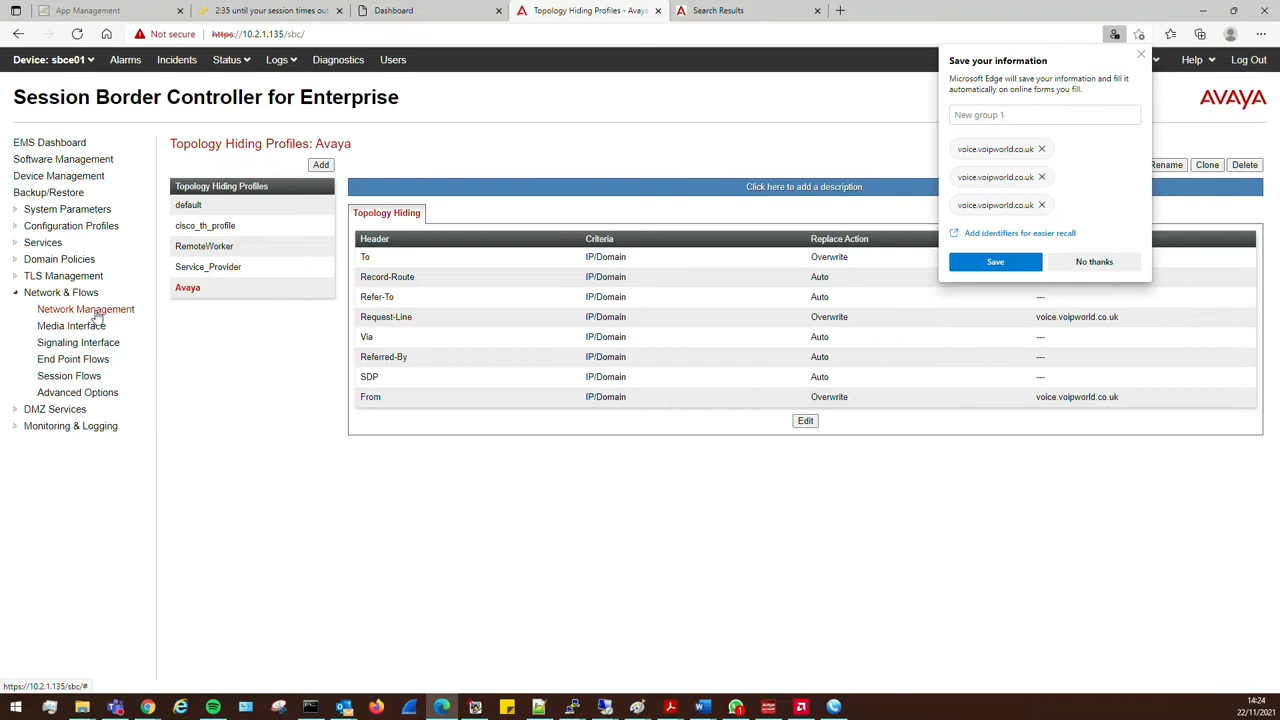 App Management
2:35 until your session times out
Dashboard
Topology Hiding Profiles - Avaya
Search Results
Not secure
https://10.2.1.135/sbc/
Device: sbce01
Alarms
Incidents
Status
Logs
Diagnostics
Users
Help
Log Out
Session Border Controller for Enterprise
AVAYA
EMS Dashboard
Software Management
Device Management
Backup/Restore
System Parameters
Configuration Profiles
Services
Domain Policies
TLS Management
Network & Flows
Network Management
Media Interface
Signaling Interface
End Point Flows
Session Flows
Advanced Options
DMZ Services
Monitoring & Logging
Topology Hiding Profiles: Avaya
Add
Rename
Clone
Delete
Topology Hiding Profiles
default
cisco_th_profile
RemoteWorker
Service_Provider
Avaya
Click here to add a description.
Topology Hiding
Header Criteria Replace Action
To IP/Domain Overwrite
Record-Route IP/Domain Auto
Refer-To IP/Domain Auto ---
Request-Line IP/Domain Overwrite voice.voipworld.co.uk
Via IP/Domain Auto ---
Referred-By IP/Domain Auto ---
SDP IP/Domain Auto ---
From IP/Domain Overwrite voice.voipworld.co.uk
Edit
Save your information
Microsoft Edge will save your information and fill it
automatically on online forms you fill.
New group 1
voice.voipworld.co.uk
voice.voipworld.co.uk
voice.voipworld.co.uk
Add identifiers for easier recall
Save
No thanks
https://10.2.1.135/sbc/#
14:24
22/11/2021